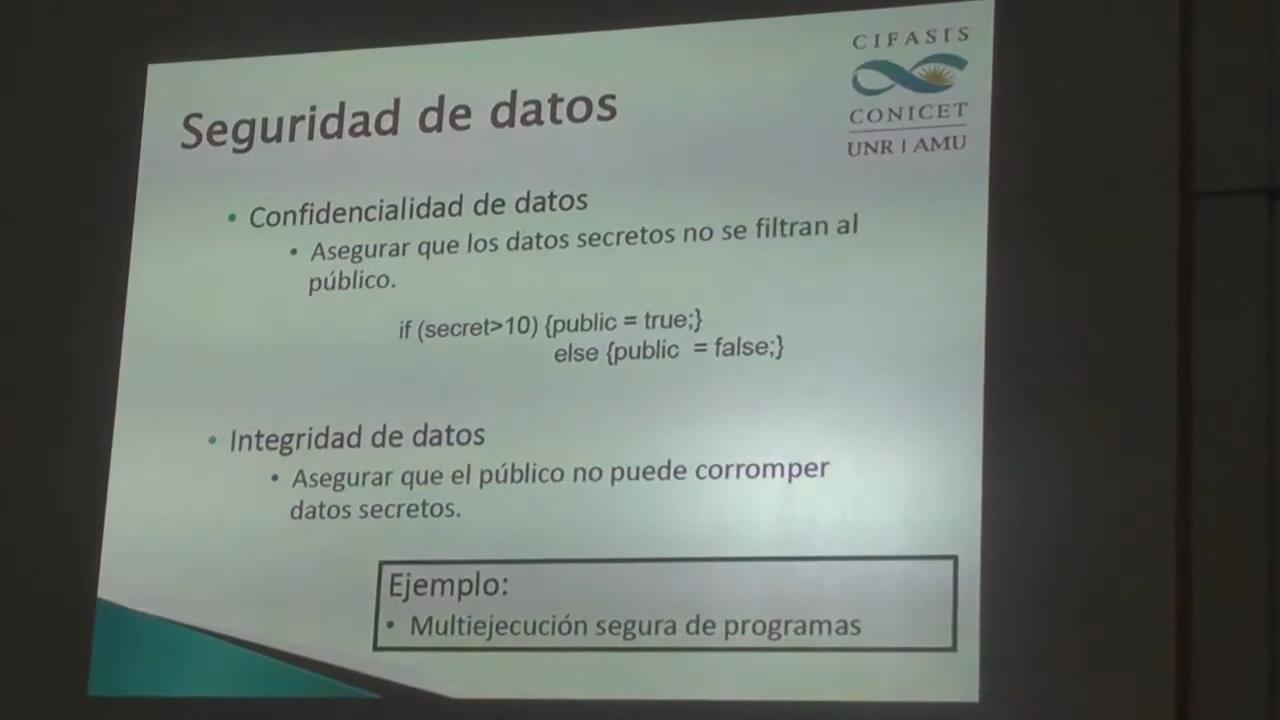 CIFASIS
CONICET
UNR | AMU
Seguridad de datos
• Confidencialidad de datos
• Asegurar que los datos secretos no se filtran al
público.
if (secret>10) {public = true;}
else {public = false;}
• Integridad de datos
• Asegurar que el público no puede corromper
datos secretos.
Ejemplo:
• Multiejecución segura de programas